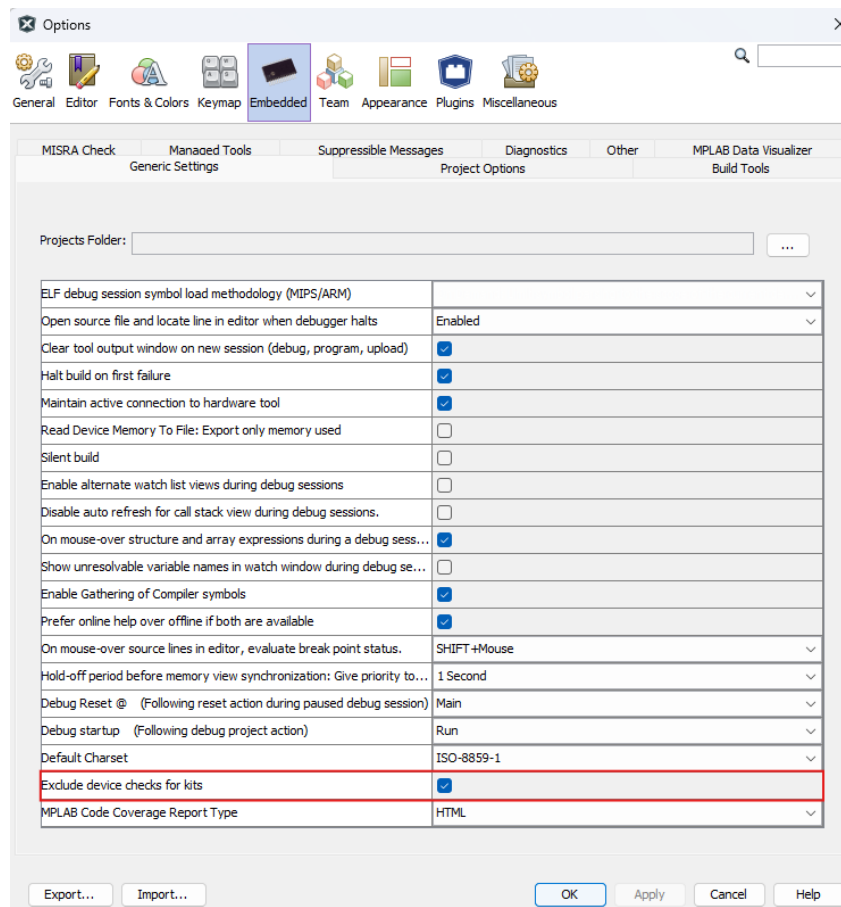 Options
General Editor Fonts & Colors Keymap Embedded Team Appearance Plugins Miscellaneous
MISRA Check Managed Tools Suppressible Messages Diagnostics Other MPLAB Data Visualizer
Generic Settings Project Options Build Tools
Projects Folder: ...
ELF debug session symbol load methodology (MIPS/ARM)
Open source file and locate line in editor when debugger halts Enabled
Clear tool output window on new session (debug, program, upload)
Halt build on first failure
Maintain active connection to hardware tool
Read Device Memory To File: Export only memory used
Silent build
Enable alternate watch list views during debug sessions
Disable auto refresh for call stack view during debug sessions.
On mouse-over structure and array expressions during a debug sess...
Show unresolvable variable names in watch window during debug se...
Enable Gathering of Compiler symbols
Prefer online help over offline if both are available
On mouse-over source lines in editor, evaluate break point status. SHIFT+Mouse
Hold-off period before memory view synchronization: Give priority to... 1 Second
Debug Reset @ (Following reset action during paused debug session) Main
Debug startup (Following debug project action) Run
Default Charset ISO-8859-1
Exclude device checks for kits
MPLAB Code Coverage Report Type HTML
Export... Import... OK Apply Cancel Help